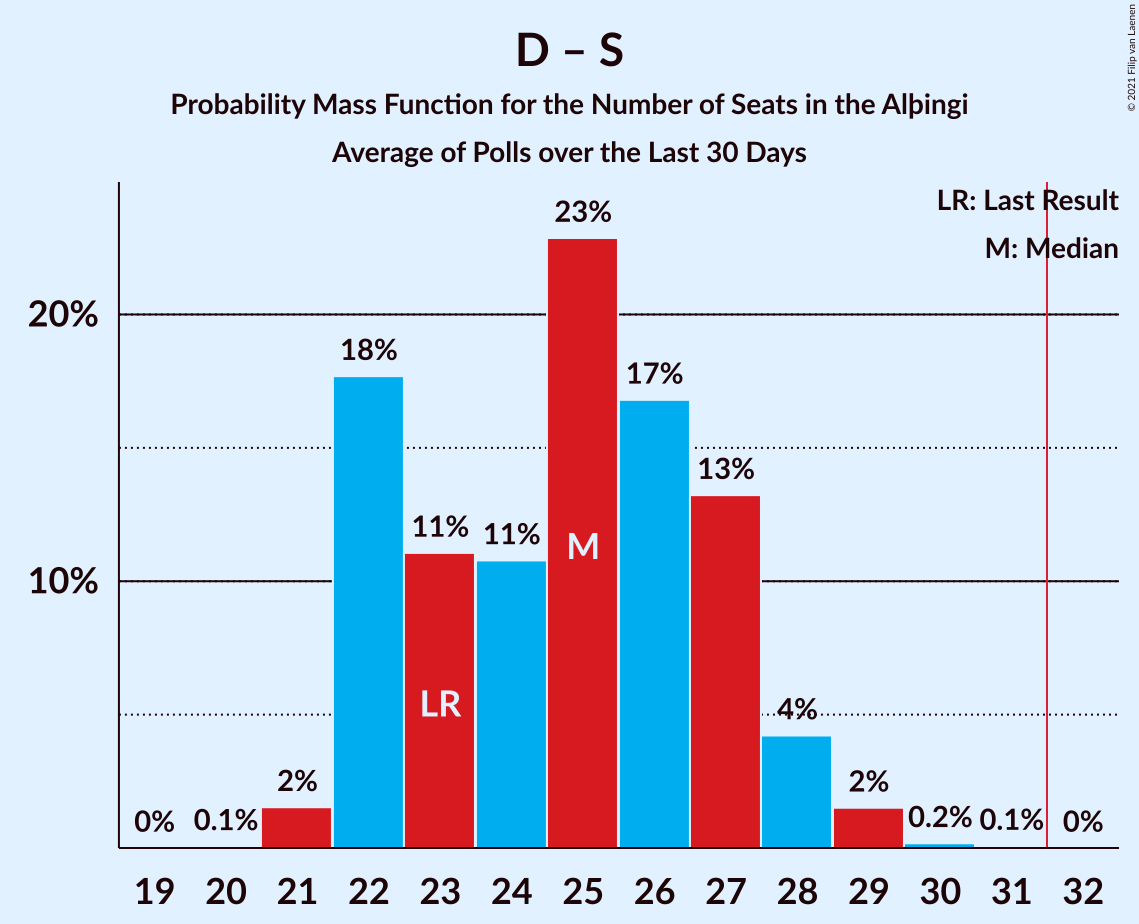 D – S
Probability Mass Function for the Number of Seats in the Alþingi
Average of Polls over the Last 30 Days
© 2021 Filip van Laenen
LR: Last Result
M: Median
20%
10%
0%
0.1%
2%
18%
11%
11%
23%
17%
13%
4%
2%
0.2%
0.1%
0%
LR
M
19 20 21 22 23 24 25 26 27 28 29 30 31 32